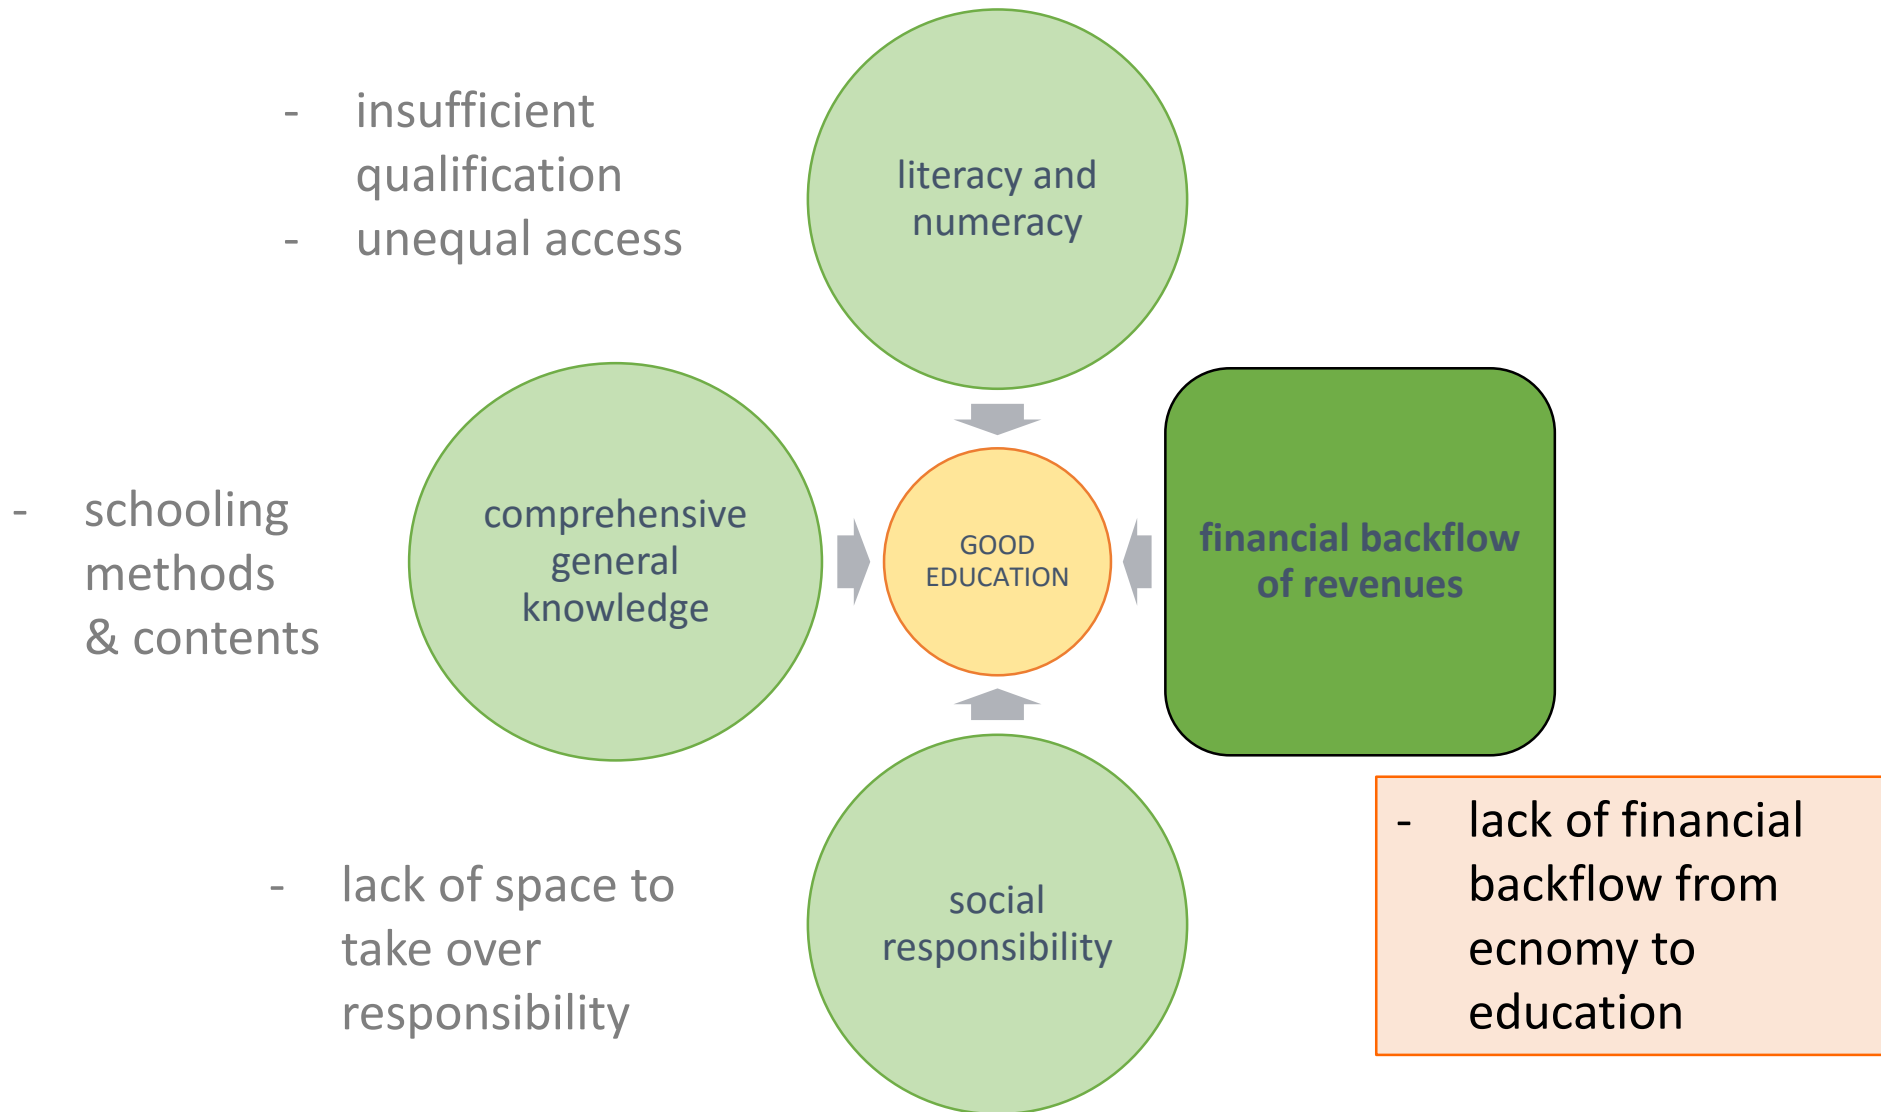 - insufficient
qualification
- unequal access
literacy and
numeracy
- schooling
methods
& contents
comprehensive
general
knowledge
GOOD
EDUCATION
financial backflow
of revenues
- lack of space to
take over
responsibility
social
responsibility
- lack of financial
backflow from
ecnomy to
education